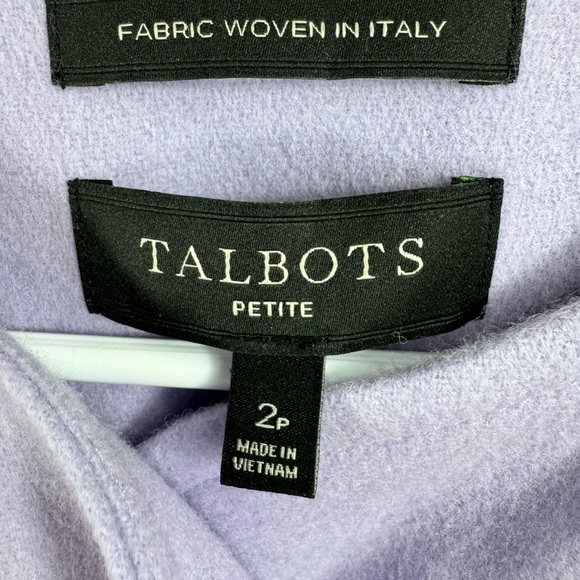 FABRIC WOVEN IN ITALY
TALBOTS
PETITE
2P
MADE IN
VIETNAM